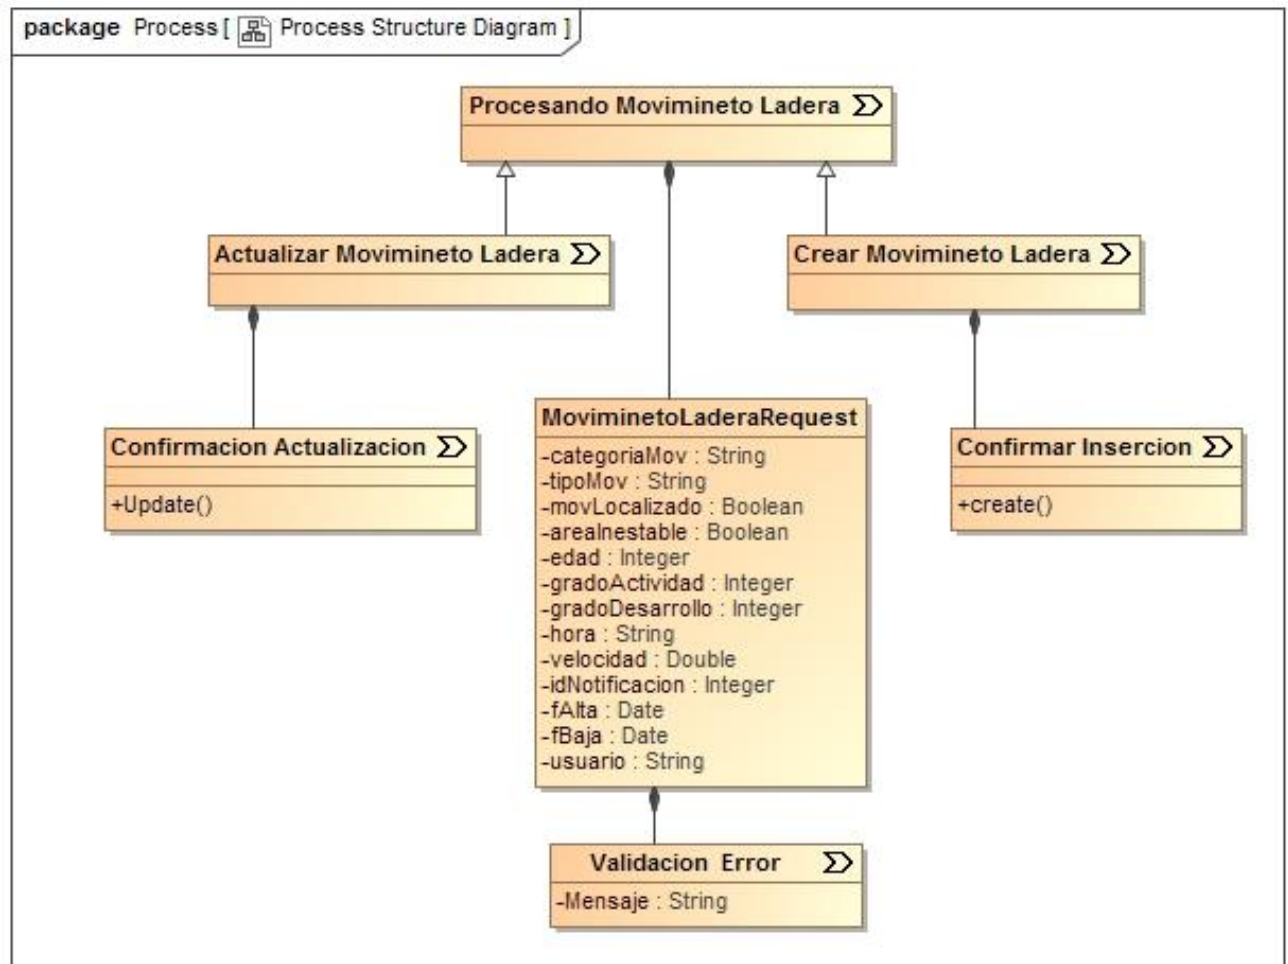 package Process [ Process Structure Diagram ]
Procesando Movimineto Ladera
Actualizar Movimineto Ladera
Crear Movimineto Ladera
Confirmacion Actualizacion
+Update()
MoviminetoLaderaRequest
-categoriaMov : String
-tipoMov : String
-movLocalizado : Boolean
-areaInestable : Boolean
-edad : Integer
-gradoActividad : Integer
-gradoDesarrollo : Integer
-hora : String
-velocidad : Double
-idNotificacion : Integer
-fAlta : Date
-fBaja : Date
-usuario : String
Confirmar Insercion
+create()
Validacion Error
-Mensaje : String